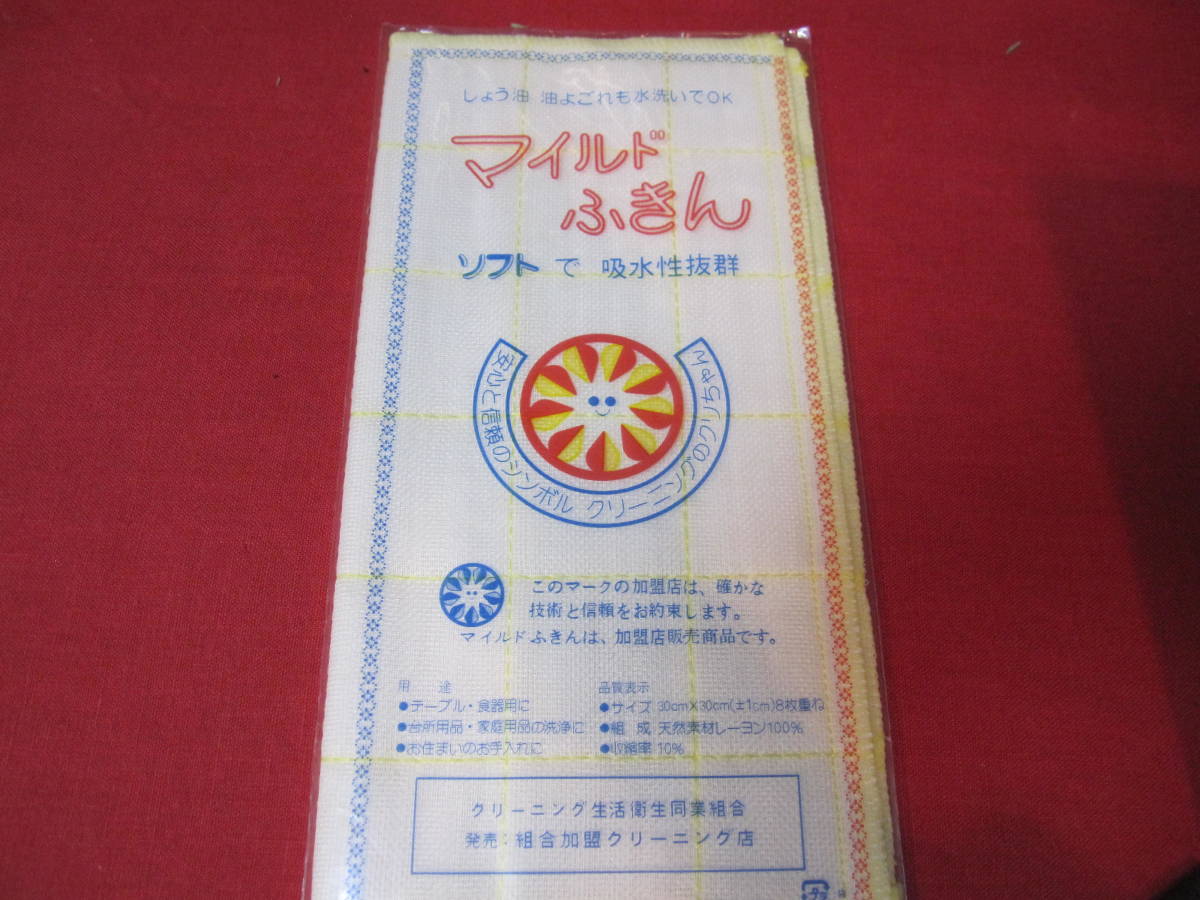 しょう油 油よごれも水洗いでOK
マイルド
ふきん
ソフトで 吸水性抜群
安心と信頼のシンボル クリーニングのクリちゃん
このマークの加盟店は、確かな
技術と信頼をお約束します。
マイルドふきんは、加盟店販売商品です。
用途
●テーブル・食器用に
●台所用品・家庭用品の洗浄に
●お住まいのお手入れに
品質表示
●サイズ 30cm×30cm(±1cm)8枚重ね
●組成 天然素材レーヨン100%
●収縮率 10%
クリーニング生活衛生同業組合
発売：組合加盟クリーニング店
プラ